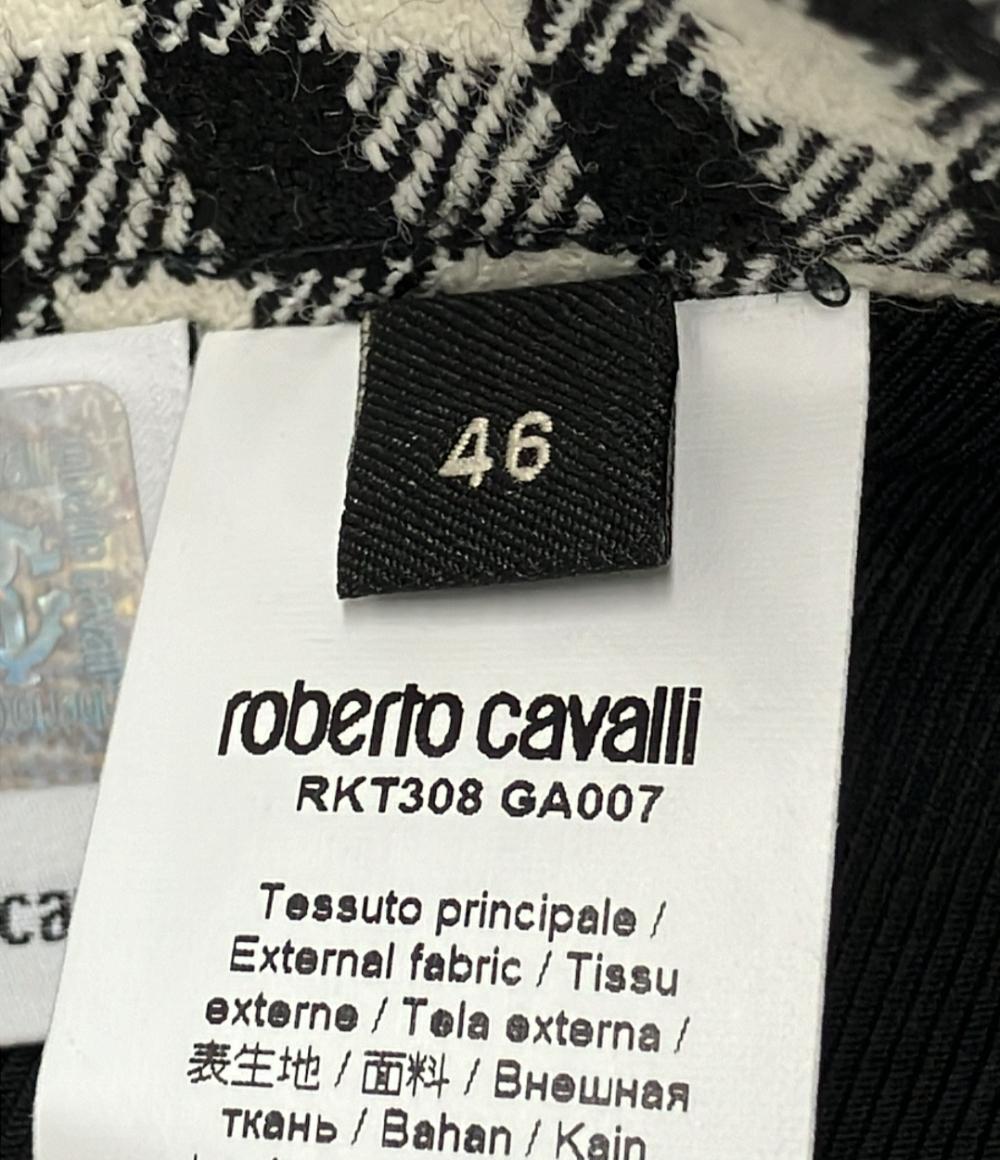 46
roberto cavalli
RKT308 GA007
Tessuto principale /
External fabric / Tissu
externe / Tela externa /
表生地 / 面料 / Внешная
ткань / Bahan / Kain
ca